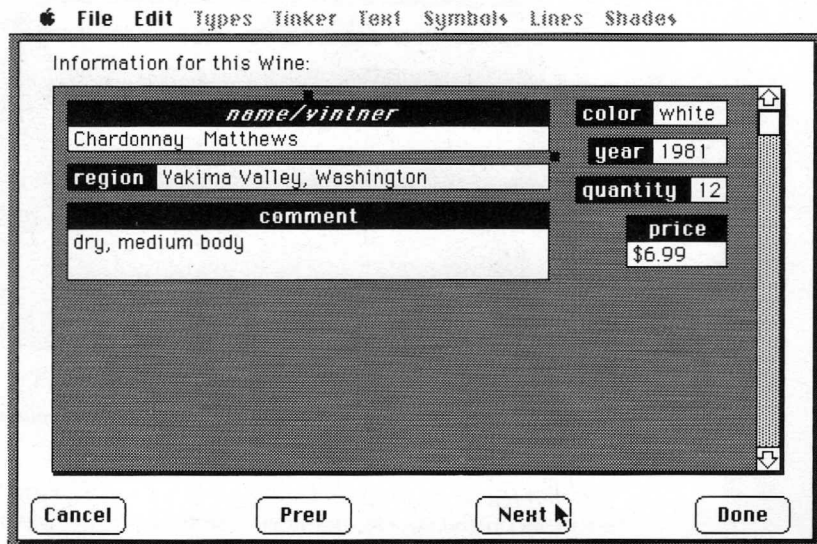 File Edit Types Tinker Text Symbols Lines Shades
Information for this Wine:
name/vintner
Chardonnay Matthews
region Yakima Valley, Washington
comment
dry, medium body
color white
year 1981
quantity 12
price
$6.99
Cancel Prev Next Done